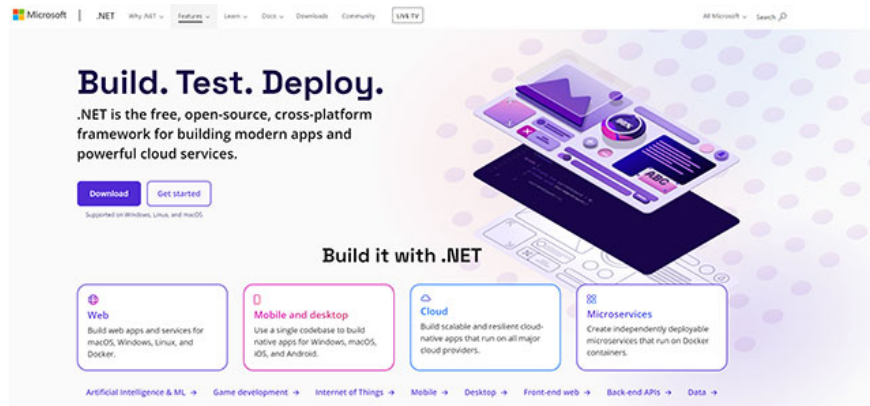 Microsoft | .NET Why .NET Features Learn Docs Downloads Community LIVE TV All Microsoft Search
Build. Test. Deploy.
.NET is the free, open-source, cross-platform
framework for building modern apps and
powerful cloud services.
Download Get started
Supported on Windows, Linux, and macOS
ABC
Build it with .NET
Web
Build web apps and services for
macOS, Windows, Linux, and
Docker.
Mobile and desktop
Use a single codebase to build
native apps for Windows, macOS,
iOS, and Android.
Cloud
Build scalable and resilient cloud-
native apps that run on all major
cloud providers.
Microservices
Create independently deployable
microservices that run on Docker
containers.
Artificial Intelligence & ML → Game development → Internet of Things → Mobile → Desktop → Front-end web → Back-end APIs → Data →